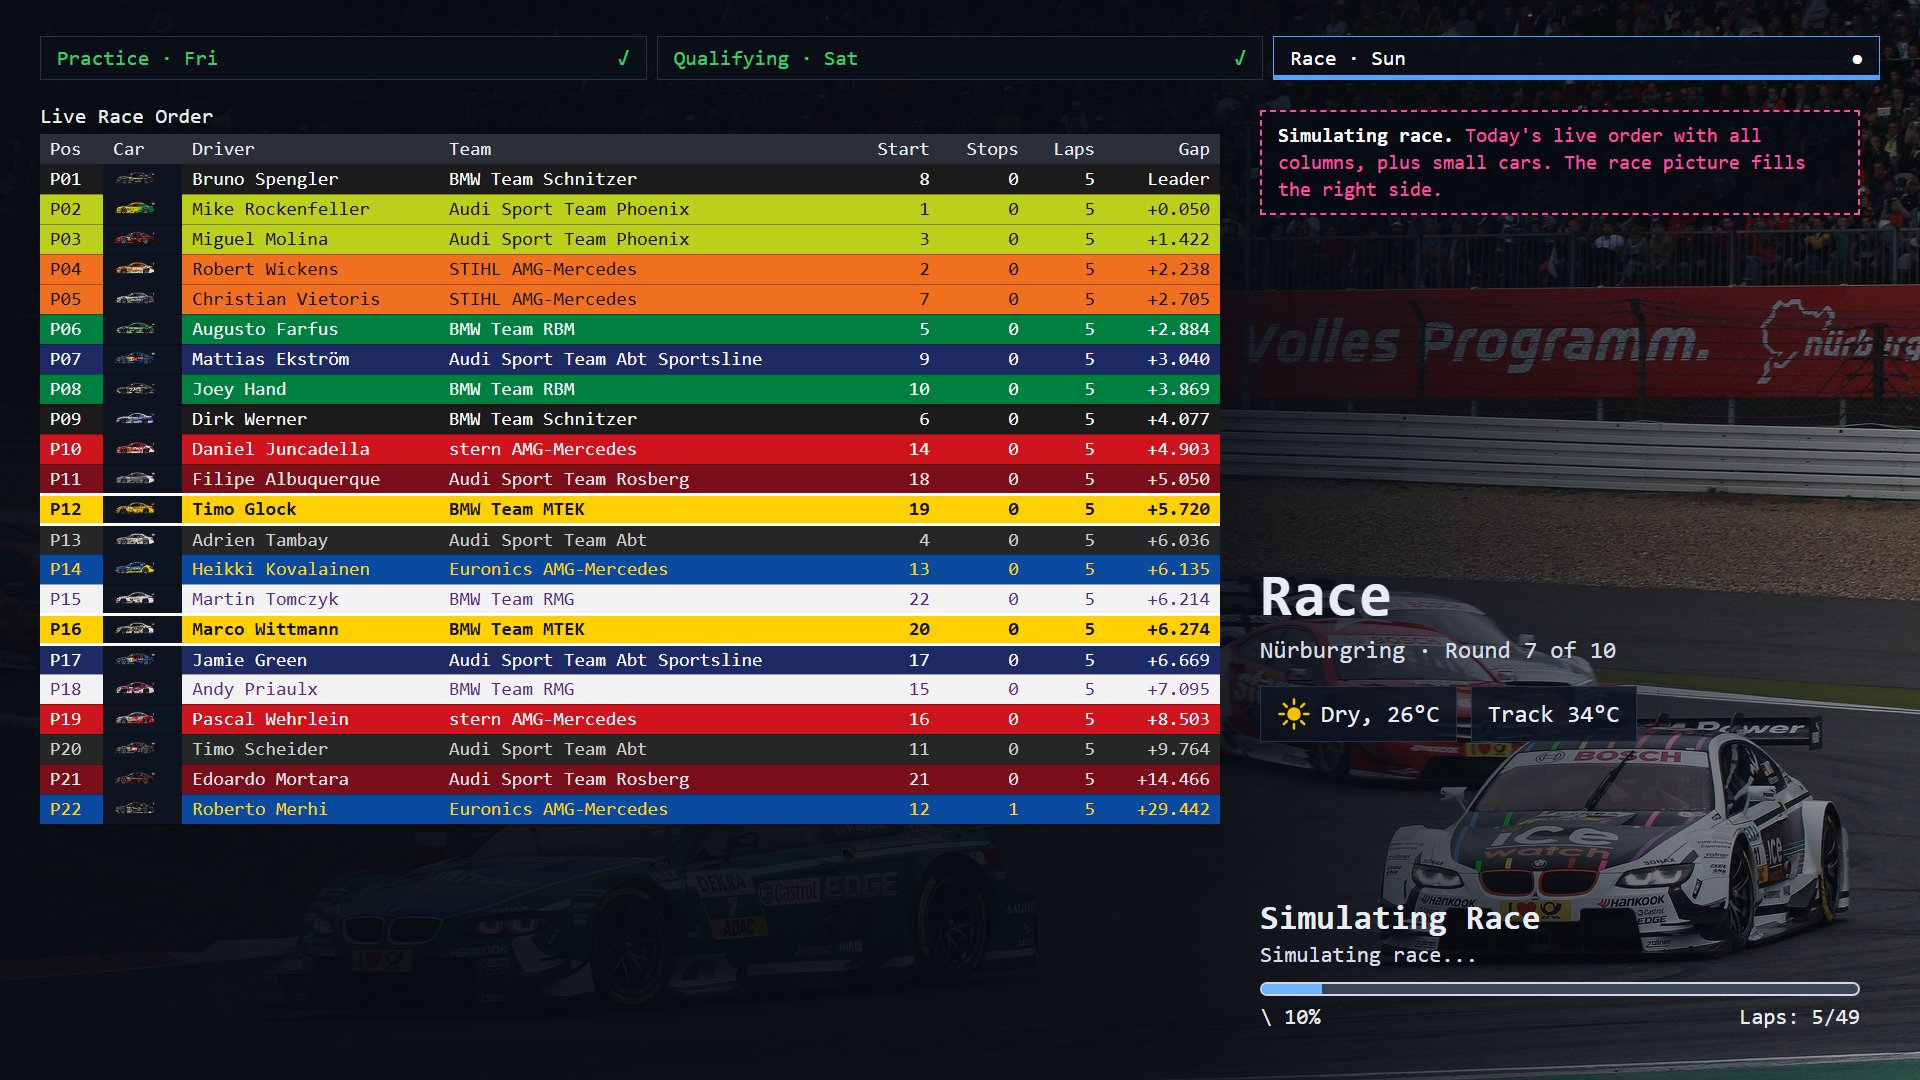 Practice · Fri ✓
Qualifying · Sat ✓
Race · Sun ●
Live Race Order
Pos Car Driver Team Start Stops Laps Gap
P01 Bruno Spengler BMW Team Schnitzer 8 0 5 Leader
P02 Mike Rockenfeller Audi Sport Team Phoenix 1 0 5 +0.050
P03 Miguel Molina Audi Sport Team Phoenix 3 0 5 +1.422
P04 Robert Wickens STIHL AMG-Mercedes 2 0 5 +2.238
P05 Christian Vietoris STIHL AMG-Mercedes 7 0 5 +2.705
P06 Augusto Farfus BMW Team RBM 5 0 5 +2.884
P07 Mattias Ekström Audi Sport Team Abt Sportsline 9 0 5 +3.040
P08 Joey Hand BMW Team RBM 10 0 5 +3.869
P09 Dirk Werner BMW Team Schnitzer 6 0 5 +4.077
P10 Daniel Juncadella stern AMG-Mercedes 14 0 5 +4.903
P11 Filipe Albuquerque Audi Sport Team Rosberg 18 0 5 +5.050
P12 Timo Glock BMW Team MTEK 19 0 5 +5.720
P13 Adrien Tambay Audi Sport Team Abt 4 0 5 +6.036
P14 Heikki Kovalainen Euronics AMG-Mercedes 13 0 5 +6.135
P15 Martin Tomczyk BMW Team RMG 22 0 5 +6.214
P16 Marco Wittmann BMW Team MTEK 20 0 5 +6.274
P17 Jamie Green Audi Sport Team Abt Sportsline 17 0 5 +6.669
P18 Andy Priaulx BMW Team RMG 15 0 5 +7.095
P19 Pascal Wehrlein stern AMG-Mercedes 16 0 5 +8.503
P20 Timo Scheider Audi Sport Team Abt 11 0 5 +9.764
P21 Edoardo Mortara Audi Sport Team Rosberg 21 0 5 +14.466
P22 Roberto Merhi Euronics AMG-Mercedes 12 1 5 +29.442
Simulating race. Today's live order with all
columns, plus small cars. The race picture fills
the right side.
Volles Programm.
Race
Nürburgring · Round 7 of 10
Dry, 26°C Track 34°C
Power
BOSCH
ice
watch
ice
SONAX
HANKOOK
HANKOOK
Castrol
EDGE
DEKRA
7
ADAC
Castrol EDGE
HANKOOK
Simulating Race
Simulating race...
\ 10% Laps: 5/49